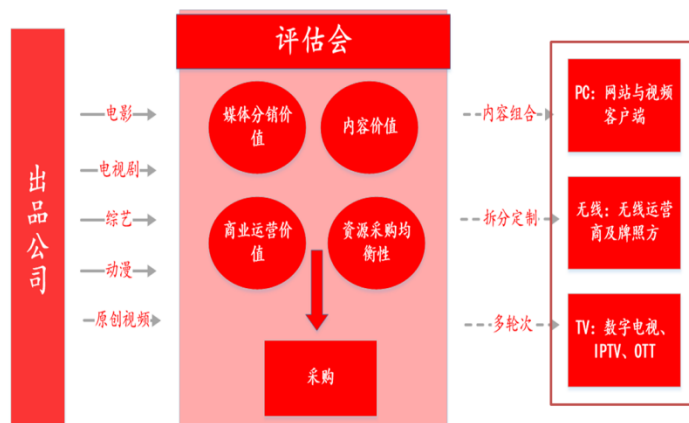 出品公司
电影
电视剧
综艺
动漫
原创视频
评估会
媒体分销价
值
内容价值
商业运营价
值
资源采购均
衡性
采购
内容组合
拆分定制
多轮次
PC：网站与视频
客户端
无线：无线运营
商及牌照方
TV：数字电视、
IPTV、OTT